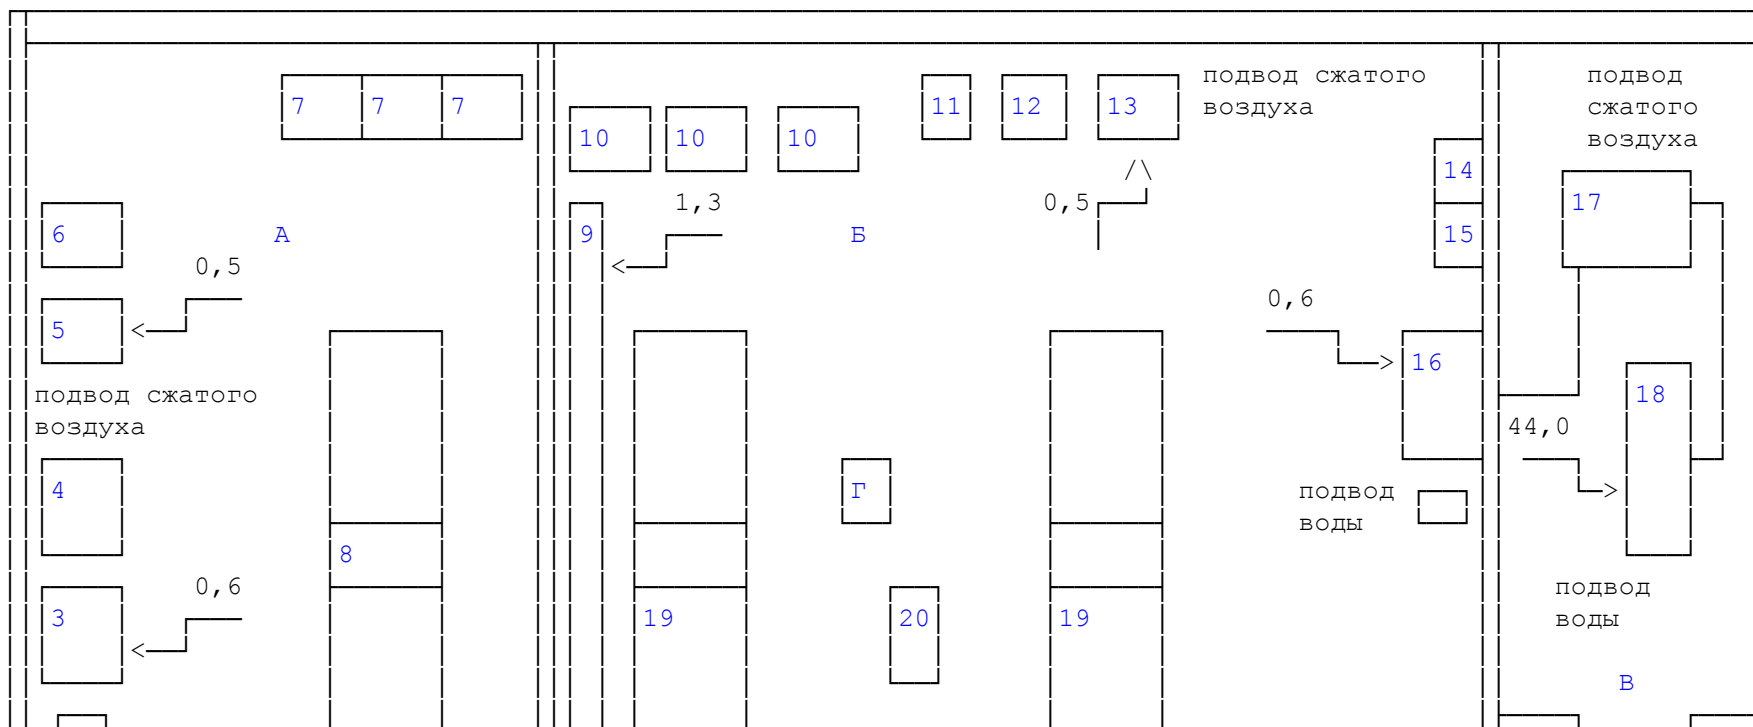 подвод сжатого
воздуха
подвод
сжатого
воздуха
7 7 7
11 12 13
10 10 10
14
6
1,3
0,5
17
9
А
Б
15
0,5
0,6
5
16
подвод сжатого
воздуха
18
44,0
4
Г
подвод
воды
8
3
0,6
19
20
19
подвод
воды
В